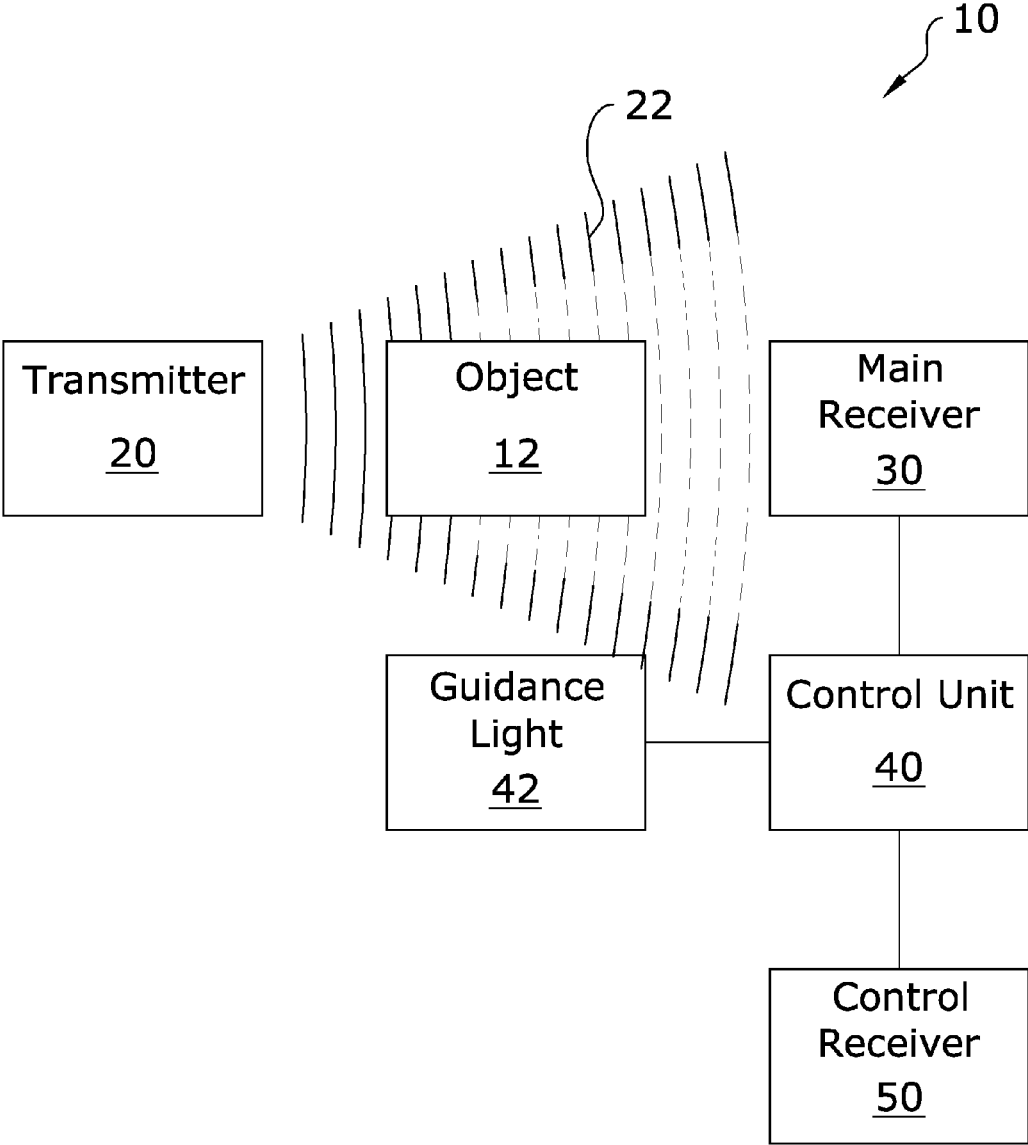 10
22
Transmitter
20
Object
12
Main
Receiver
30
Guidance
Light
42
Control Unit
40
Control
Receiver
50